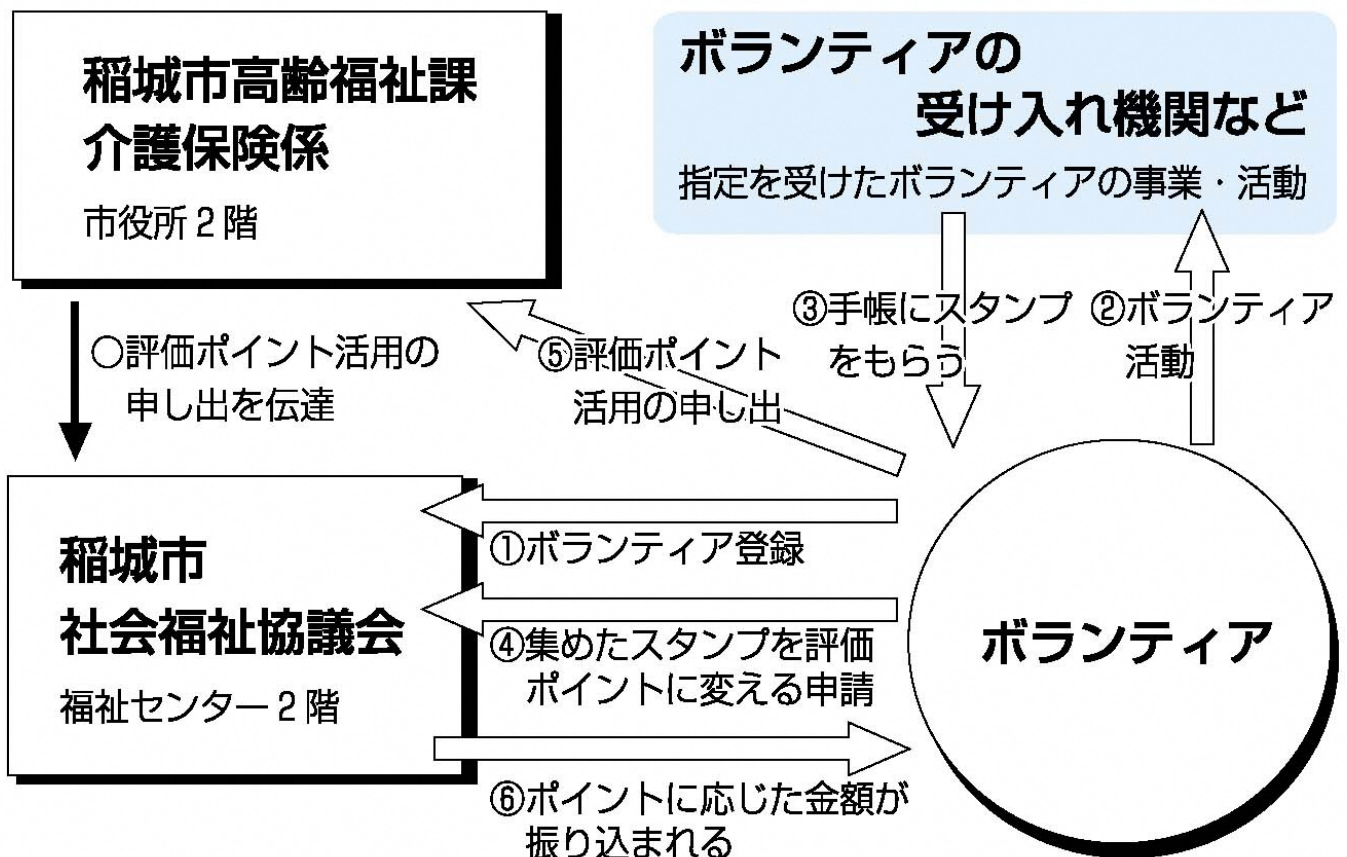 稲城市高齢福祉課
介護保険係
市役所2階
ボランティアの
受け入れ機関など
指定を受けたボランティアの事業・活動
○評価ポイント活用の
申し出を伝達
⑤評価ポイント
活用の申し出
③手帳にスタンプ
をもらう
②ボランティア
活動
稲城市
社会福祉協議会
福祉センター2階
①ボランティア登録
④集めたスタンプを評価
ポイントに変える申請
⑥ポイントに応じた金額が
振り込まれる
ボランティア